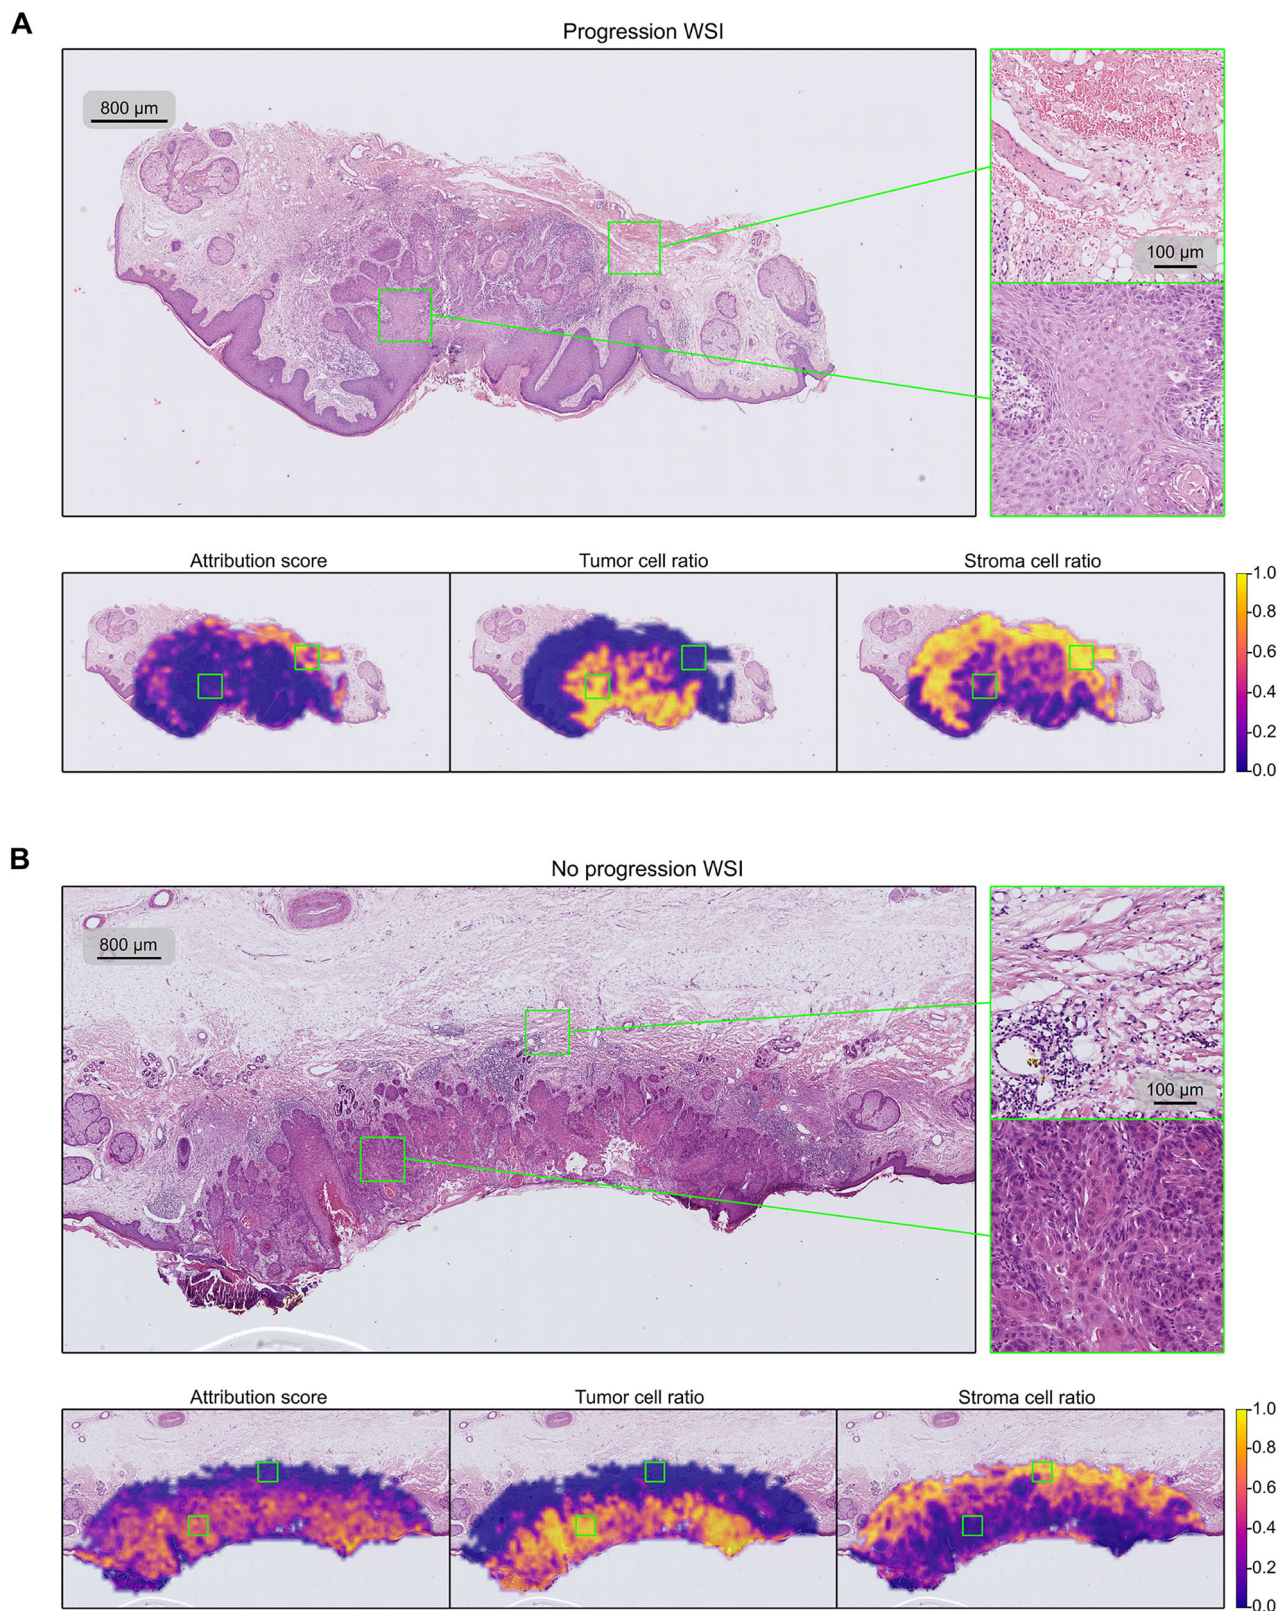 A
Progression WSI
800 µm
100 µm
Attribution score
Tumor cell ratio
Stroma cell ratio
1.0
0.8
0.6
0.4
0.2
0.0
B
No progression WSI
800 µm
100 µm
Attribution score
Tumor cell ratio
Stroma cell ratio
1.0
0.8
0.6
0.4
0.2
0.0